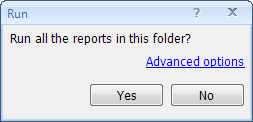 Run ? X
Run all the reports in this folder?
Advanced options
Yes No